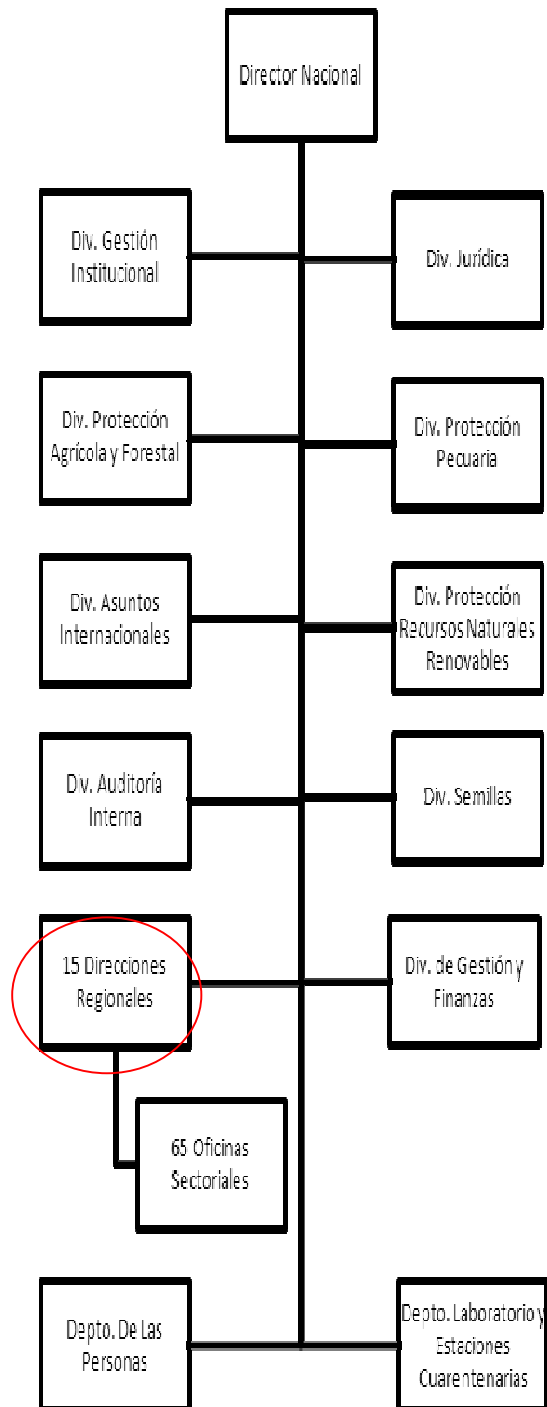 Director Nacional
Div. Gestión
Institucional
Div. Jurídica
Div. Protección
Agrícola y Forestal
Div. Protección
Pecuaria
Div. Asuntos
Internacionales
Div. Protección
Recursos Naturales
Renovables
Div. Auditoría
Interna
Div. Semillas
15 Direcciones
Regionales
Div. de Gestión y
Finanzas
65 Oficinas
Sectoriales
Depto. De Las
Personas
Depto. Laboratorio y
Estaciones
Cuarentenarias